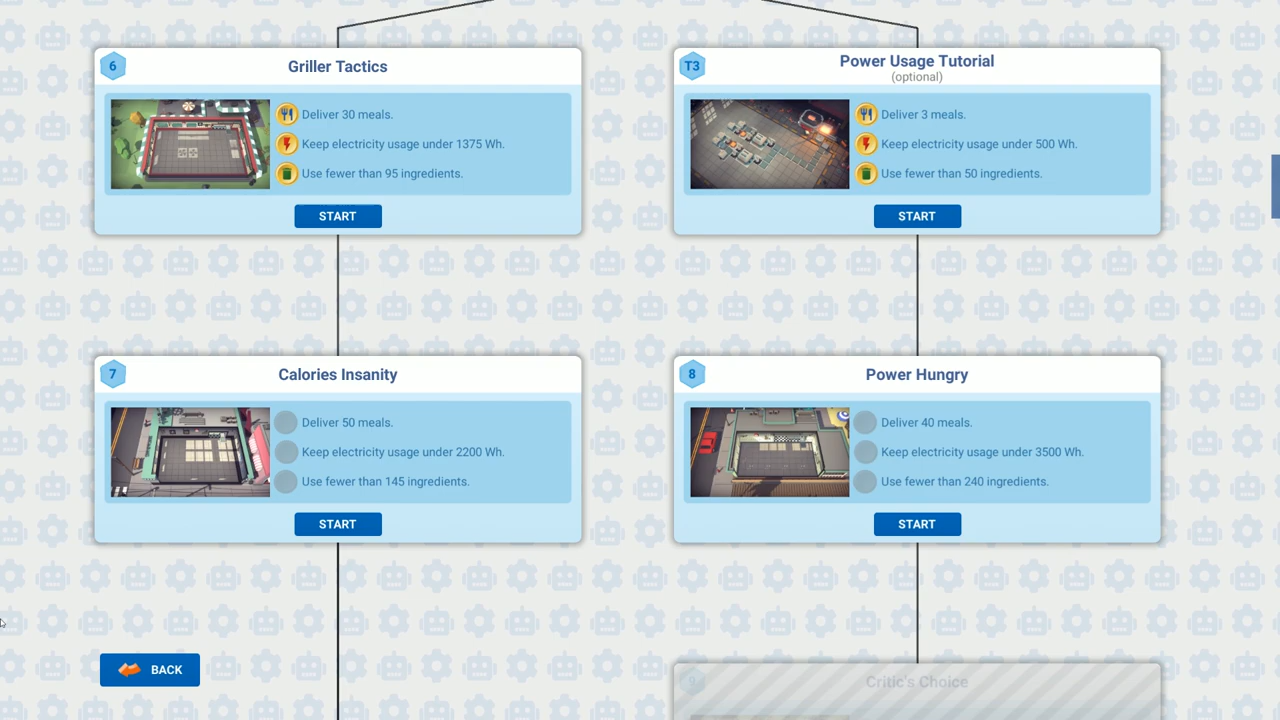 6
Griller Tactics
Deliver 30 meals.
Keep electricity usage under 1375 Wh.
Use fewer than 95 ingredients.
START
T3
Power Usage Tutorial
(optional)
Deliver 3 meals.
Keep electricity usage under 500 Wh.
Use fewer than 50 ingredients.
START
7
Calories Insanity
Deliver 50 meals.
Keep electricity usage under 2200 Wh.
Use fewer than 145 ingredients.
START
8
Power Hungry
Deliver 40 meals.
Keep electricity usage under 3500 Wh.
Use fewer than 240 ingredients.
START
BACK
9
Critic's Choice